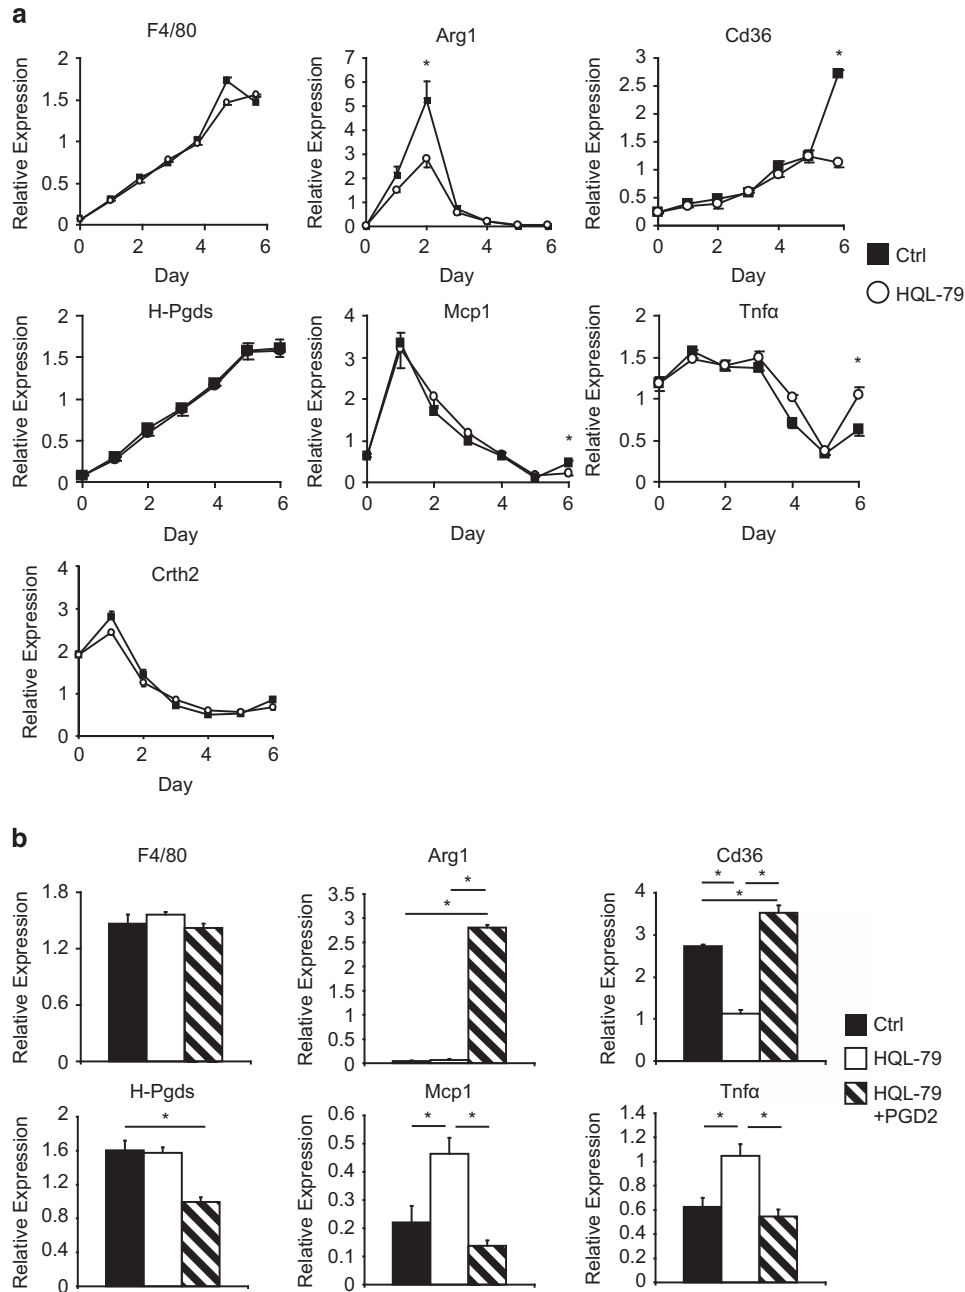 a
F4/80
Relative Expression
2
1.5
1
0.5
0
0 2 4 6
Day
Arg1
*
Relative Expression
7
6
5
4
3
2
1
0
0 2 4 6
Day
Cd36
*
Relative Expression
3
2.5
2
1.5
1
0.5
0
0 2 4 6
Day
Ctrl
HQL-79
H-Pgds
Relative Expression
2
1.5
1
0.5
0
0 2 4 6
Day
Mcp1
*
Relative Expression
4
3
2
1
0
0 2 4 6
Day
Tnfα
*
Relative Expression
2
1.5
1
0.5
0
0 2 4 6
Day
Crth2
Relative Expression
4
3
2
1
0
0 2 4 6
Day
b
F4/80
Relative Expression
1.8
1.2
0.6
0
Arg1
*
*
Relative Expression
3.5
3
2.5
2
1.5
1
0.5
0
Cd36
* *
*
Relative Expression
4
3
2
1
0
Ctrl
HQL-79
HQL-79
+PGD2
H-Pgds
*
Relative Expression
2
1.6
1.2
0.8
0.4
0
Mcp1
* *
Relative Expression
0.6
0.5
0.4
0.3
0.2
0.1
0
Tnfα
* *
Relative Expression
1.4
1.2
1
0.8
0.6
0.4
0.2
0